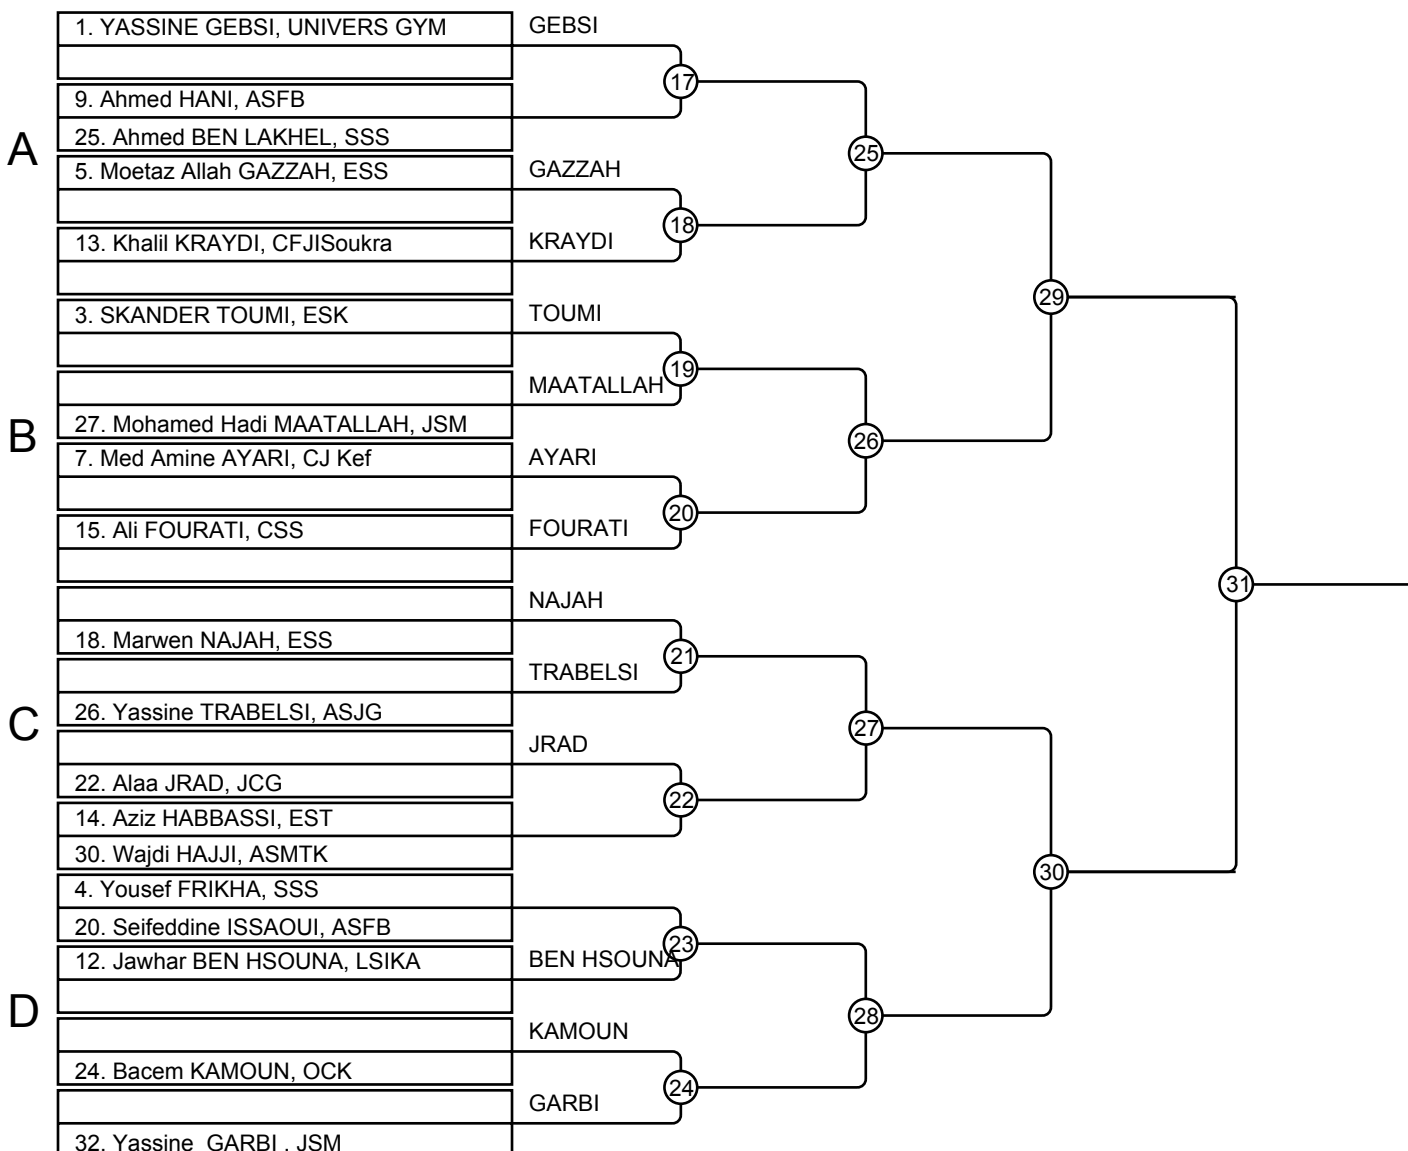 1. YASSINE GEBSI, UNIVERS GYM
GEBSI
17
9. Ahmed HANI, ASFB
25. Ahmed BEN LAKHEL, SSS
A
25
5. Moetaz Allah GAZZAH, ESS
GAZZAH
18
13. Khalil KRAYDI, CFJISoukra
KRAYDI
29
3. SKANDER TOUMI, ESK
TOUMI
19
MAATALLAH
27. Mohamed Hadi MAATALLAH, JSM
B
26
7. Med Amine AYARI, CJ Kef
AYARI
20
15. Ali FOURATI, CSS
FOURATI
31
NAJAH
18. Marwen NAJAH, ESS
21
TRABELSI
26. Yassine TRABELSI, ASJG
C
27
JRAD
22. Alaa JRAD, JCG
22
14. Aziz HABBASSI, EST
30. Wajdi HAJJI, ASMTK
30
4. Yousef FRIKHA, SSS
20. Seifeddine ISSAOUI, ASFB
23
12. Jawhar BEN HSOUNA, LSIKA
BEN HSOUNA
D
28
KAMOUN
24. Bacem KAMOUN, OCK
24
GARBI
32. Yassine  GARBI , JSM